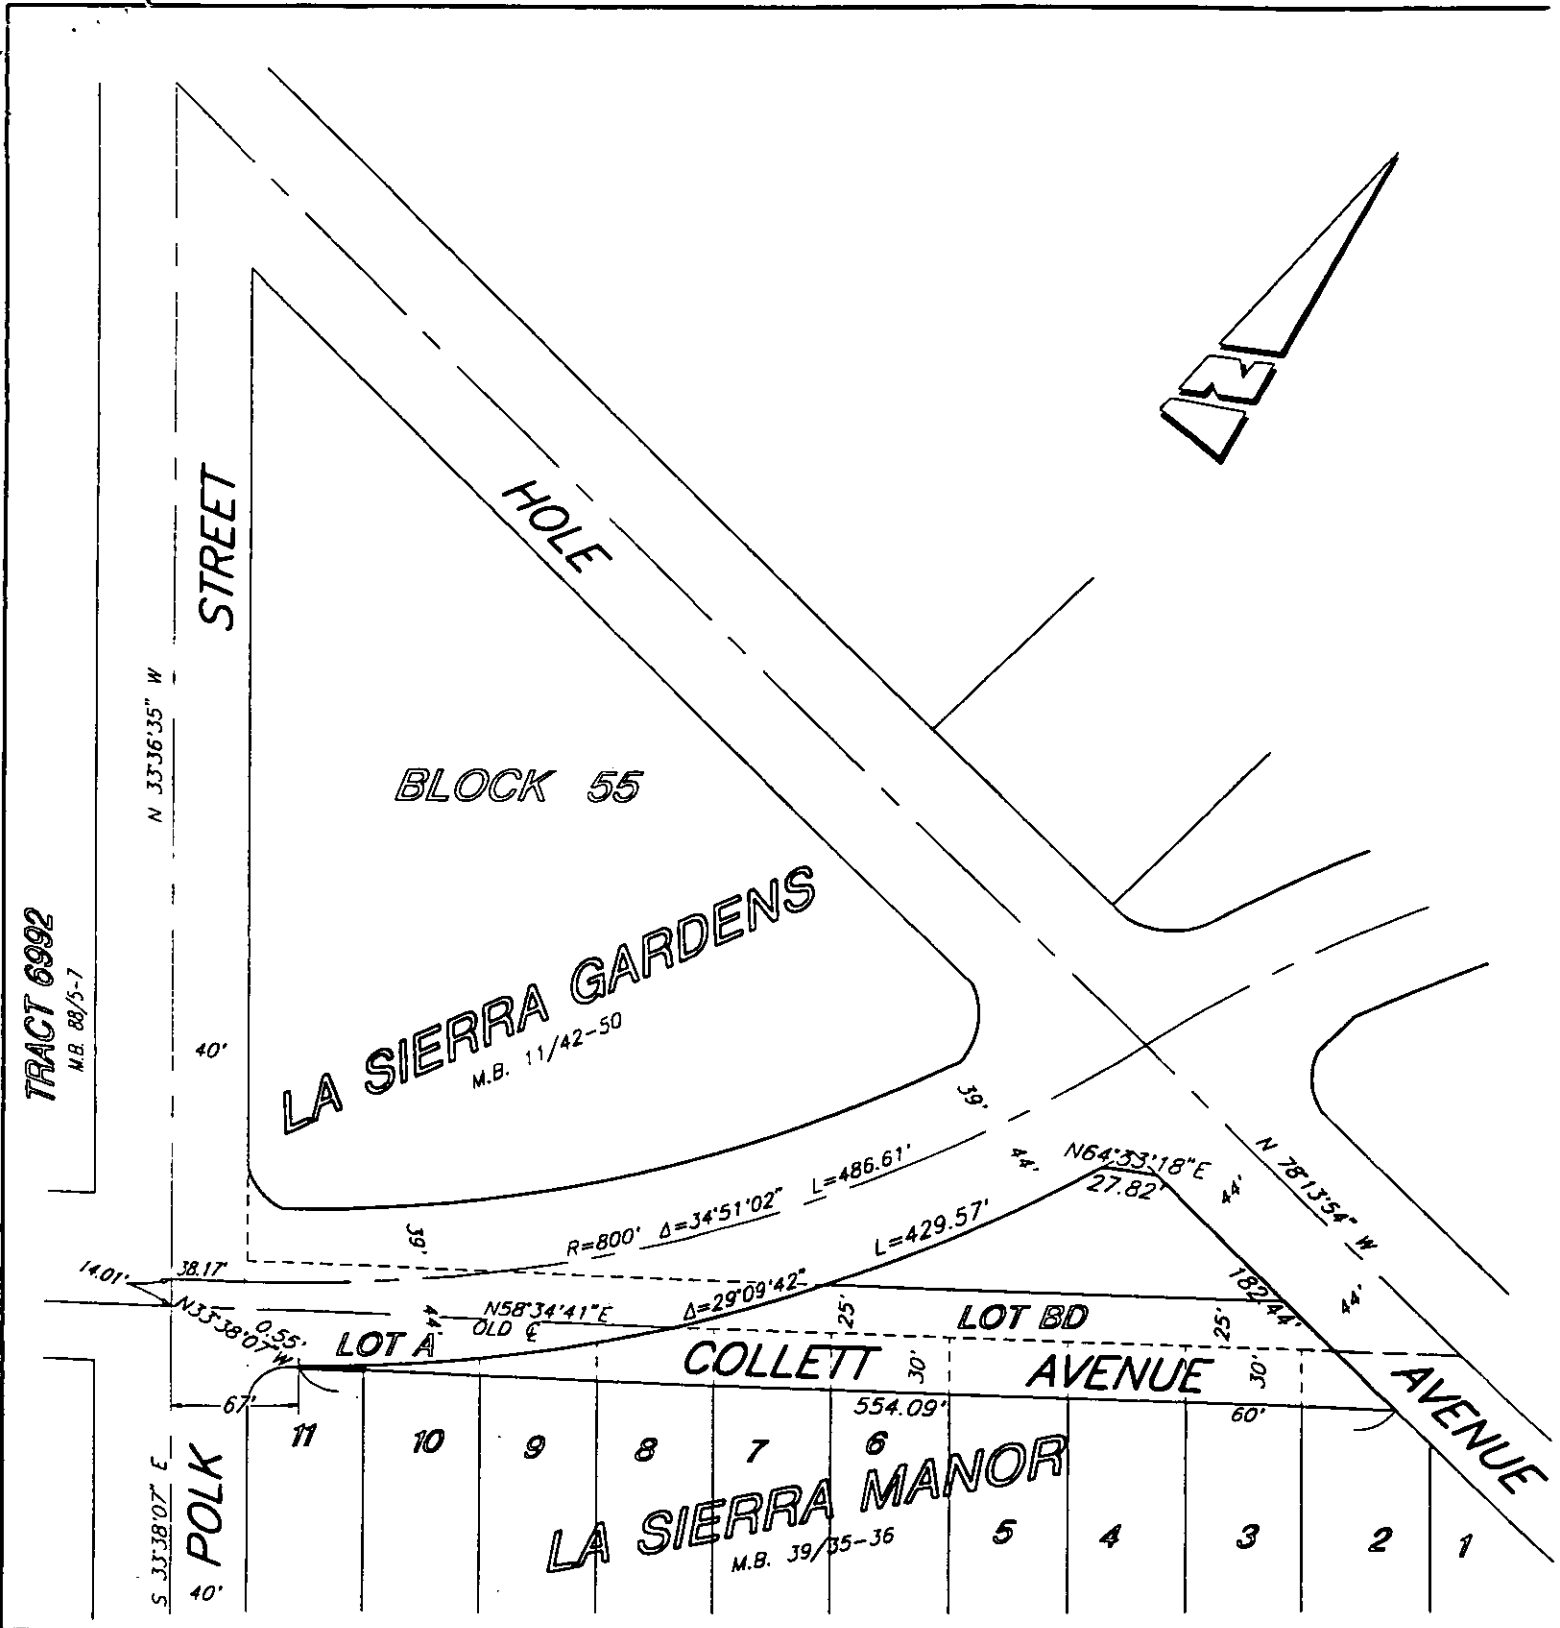 N
STREET
HOLE
N 33°36'35" W
BLOCK 55
TRACT 6992
M.B. 88/5-7
LA SIERRA GARDENS
M.B. 11/42-50
40'
39'
44'
N64°33'18"E
27.82'
44'
N 78°13'54" W
44'
39'
R=800' Δ=34°51'02" L=486.61'
L=429.57'
14.01'
38.17'
N33°38'07"W
0.55'
44'
N58°34'41"E
OLD ℄
Δ=29°09'42"
25'
LOT BD
25'
182.44'
LOT A
COLLETT AVENUE
30'
30'
AVENUE
67'
554.09'
60'
11
10
9
8
7
6
LA SIERRA MANOR
M.B. 39/35-36
5
4
3
2
1
S 33°38'07" E
POLK
40'